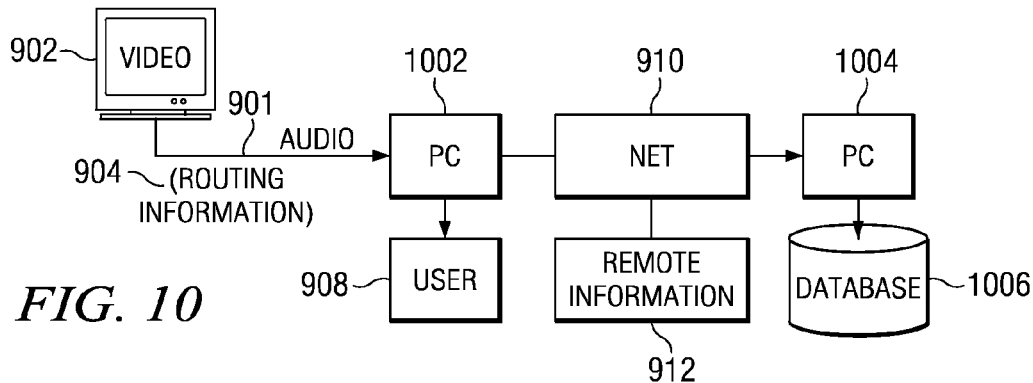 902
VIDEO
901
AUDIO
904
(ROUTING
INFORMATION)
1002
PC
910
NET
1004
PC
908
USER
REMOTE
INFORMATION
912
DATABASE
1006
FIG. 10